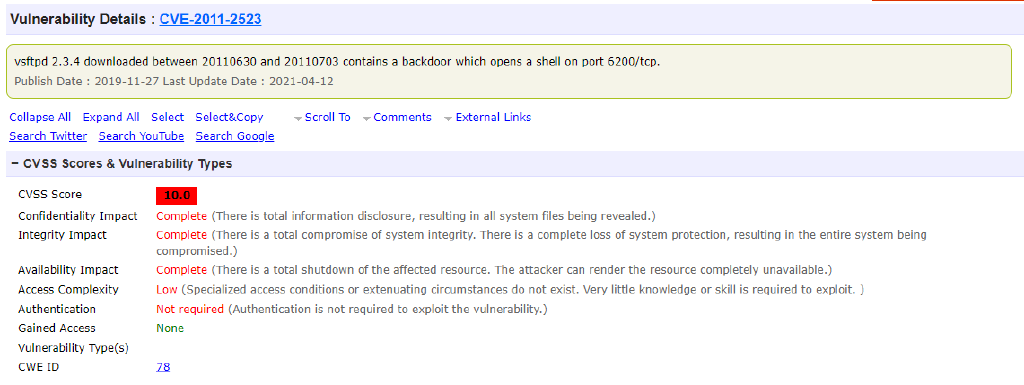 Vulnerability Details : CVE-2011-2523
vsftpd 2.3.4 downloaded between 20110630 and 20110703 contains a backdoor which opens a shell on port 6200/tcp.
Publish Date : 2019-11-27 Last Update Date : 2021-04-12
Collapse All Expand All Select Select&Copy Scroll To Comments External Links
Search Twitter Search YouTube Search Google
− CVSS Scores & Vulnerability Types
CVSS Score 10.0
Confidentiality Impact Complete (There is total information disclosure, resulting in all system files being revealed.)
Integrity Impact Complete (There is a total compromise of system integrity. There is a complete loss of system protection, resulting in the entire system being
compromised.)
Availability Impact Complete (There is a total shutdown of the affected resource. The attacker can render the resource completely unavailable.)
Access Complexity Low (Specialized access conditions or extenuating circumstances do not exist. Very little knowledge or skill is required to exploit. )
Authentication Not required (Authentication is not required to exploit the vulnerability.)
Gained Access None
Vulnerability Type(s)
CWE ID 78